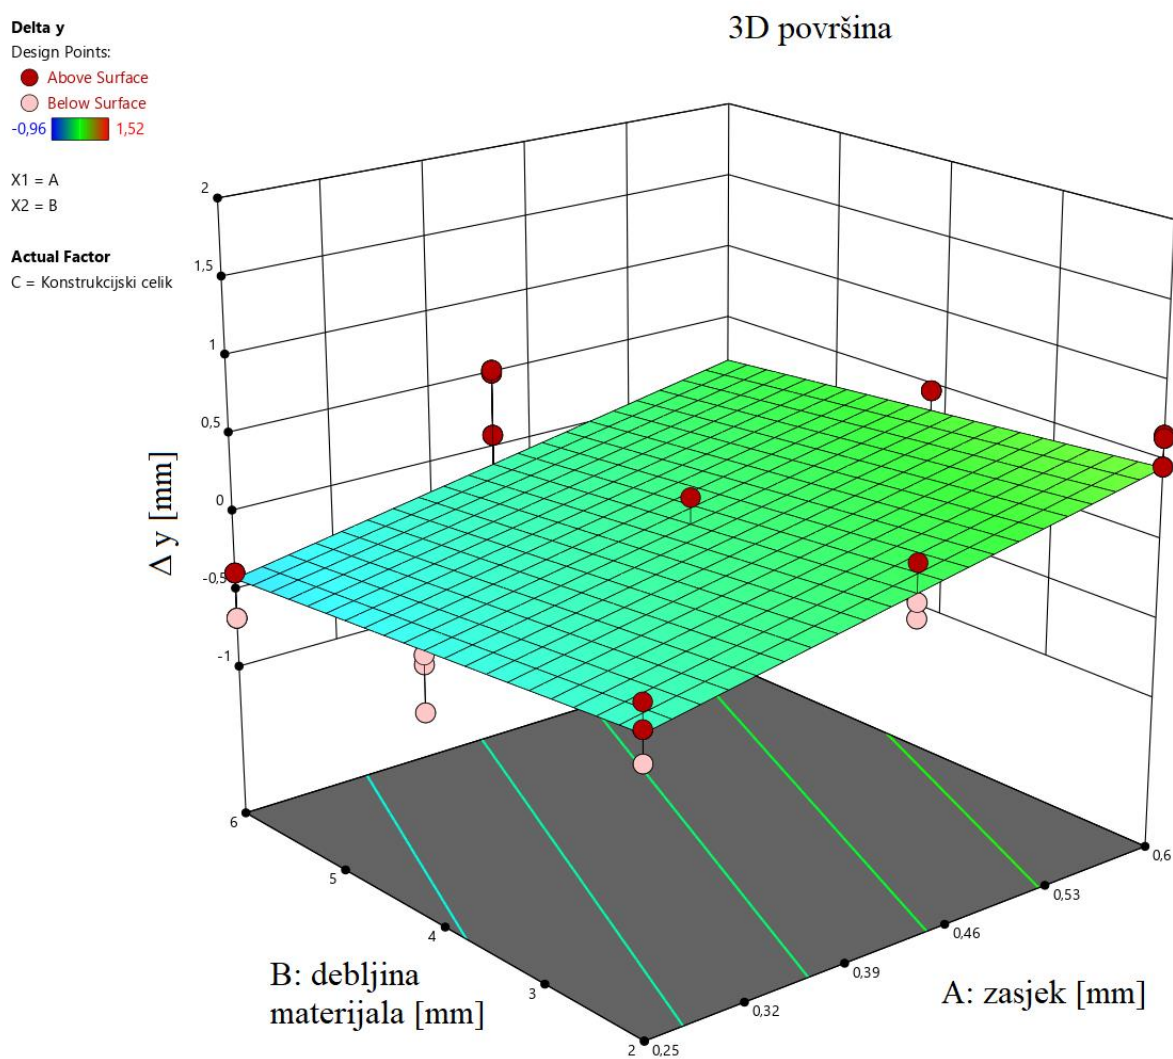 3D površina
Delta y
Design Points:
Above Surface
Below Surface
-0,96 1,52
X1 = A
X2 = B
Actual Factor
C = Konstrukcijski celik
2
1,5
1
0,5
0
-0,5
-1
Δ y [mm]
6
5
4
3
2
B: debljina
materijala [mm]
0,25
0,32
0,39
0,46
0,53
0,6
A: zasjek [mm]